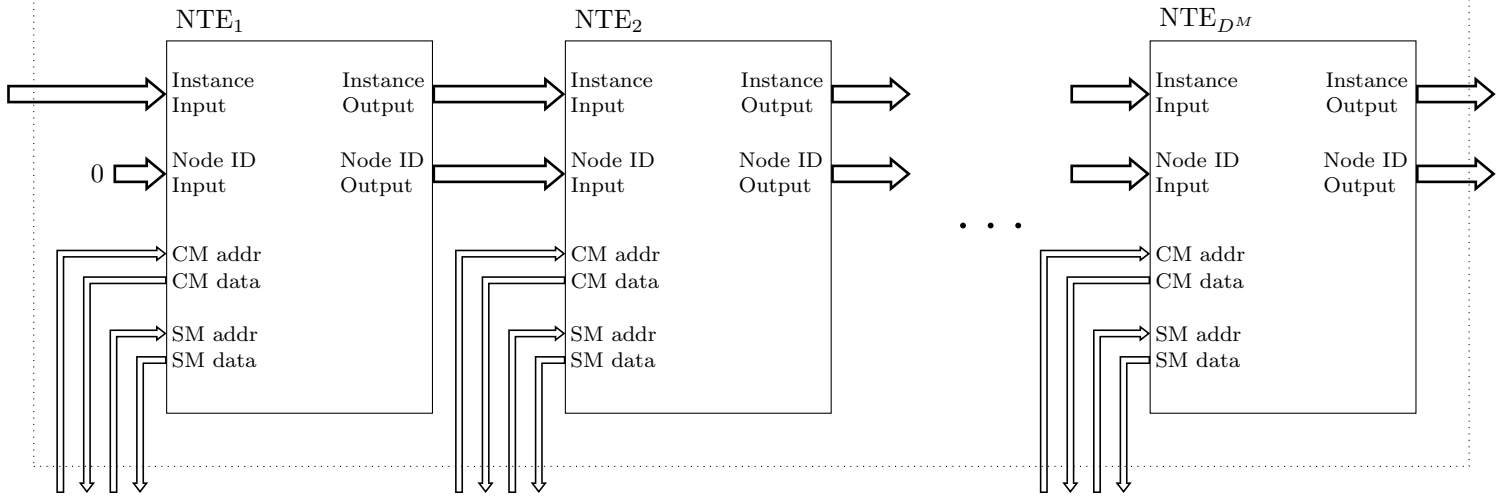 NTE₁
Instance
Input
Instance
Output
0
Node ID
Input
Node ID
Output
CM addr
CM data
SM addr
SM data
NTE₂
Instance
Input
Instance
Output
Node ID
Input
Node ID
Output
CM addr
CM data
SM addr
SM data
. . .
NTE_{D^M}
Instance
Input
Instance
Output
Node ID
Input
Node ID
Output
CM addr
CM data
SM addr
SM data